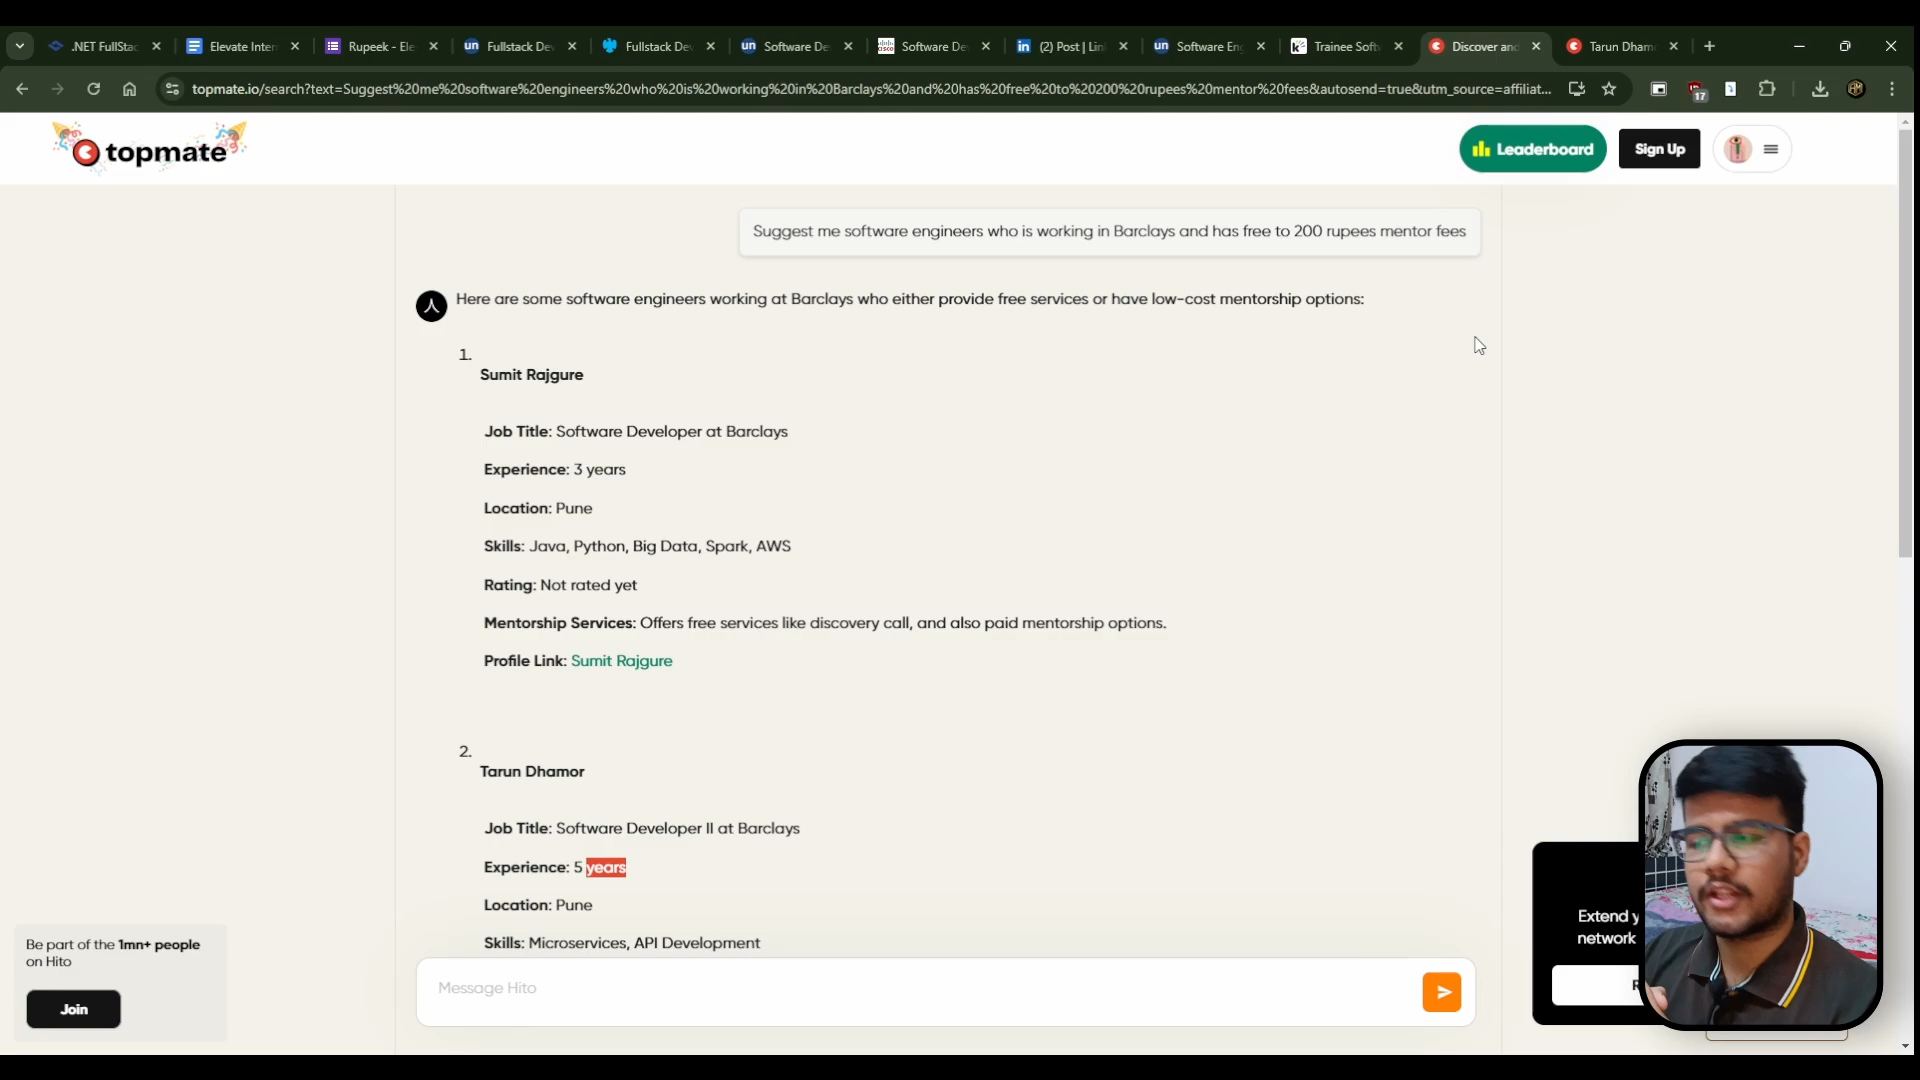 .NET FullStac
Elevate Inter
Rupeek - Ele
un Fullstack De
Fullstack De
un Software De
Software De
in (2) Post | Lin
un Software Eng
Trainee Soft
Discover and
Tarun Dham
topmate.io/search?text=Suggest%20me%20software%20engineers%20who%20is%20working%20in%20Barclays%20and%20has%20free%20to%20200%20rupees%20mentor%20fees&autosend=true&utm_source=affiliat...
17
topmate
Leaderboard
Sign Up
Suggest me software engineers who is working in Barclays and has free to 200 rupees mentor fees
Here are some software engineers working at Barclays who either provide free services or have low-cost mentorship options:
1.
Sumit Rajgure
Job Title: Software Developer at Barclays
Experience: 3 years
Location: Pune
Skills: Java, Python, Big Data, Spark, AWS
Rating: Not rated yet
Mentorship Services: Offers free services like discovery call, and also paid mentorship options.
Profile Link: Sumit Rajgure
2.
Tarun Dhamor
Job Title: Software Developer II at Barclays
Experience: 5 years
Location: Pune
Skills: Microservices, API Development
Message Hito
Be part of the 1mn+ people
on Hito
Join
Extend y
network